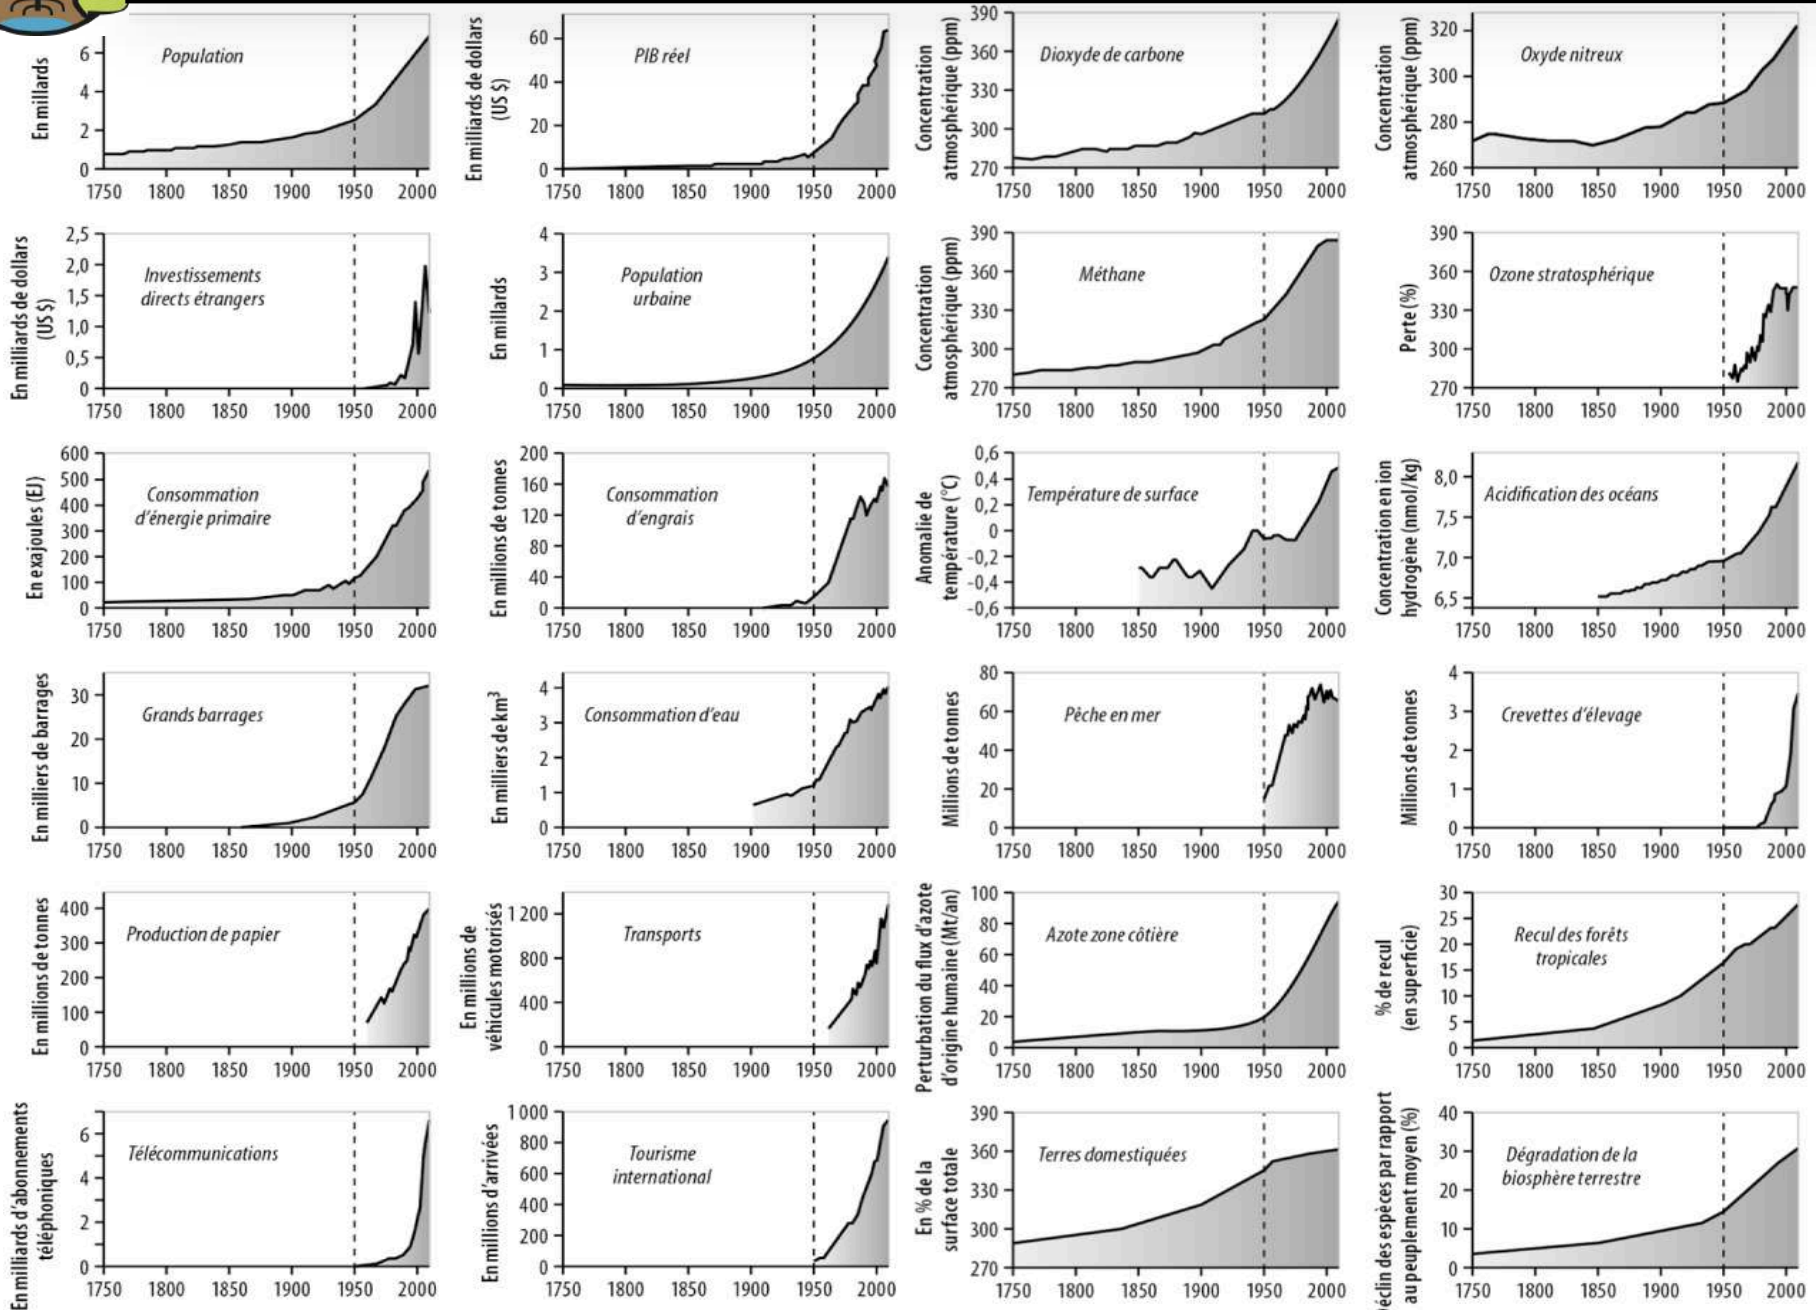 En millards
Population
6
4
2
0
1750 1800 1850 1900 1950 2000
En milliards de dollars
(US $)
PIB réel
60
40
20
0
1750 1800 1850 1900 1950 2000
Concentration
atmosphérique (ppm)
Dioxyde de carbone
390
360
330
300
270
1750 1800 1850 1900 1950 2000
Concentration
atmosphérique (ppm)
Oxyde nitreux
320
300
280
260
1750 1800 1850 1900 1950 2000
En milliards de dollars
(US $)
Investissements
directs étrangers
2,5
2,0
1,5
1,0
0,5
0
1750 1800 1850 1900 1950 2000
En millards
Population
urbaine
4
3
2
1
0
1750 1800 1850 1900 1950 2000
Concentration
atmosphérique (ppm)
Méthane
390
360
330
300
270
1750 1800 1850 1900 1950 2000
Perte (%)
Ozone stratosphérique
390
360
330
300
270
1750 1800 1850 1900 1950 2000
En exajoules (EJ)
Consommation
d'énergie primaire
600
500
400
300
200
100
0
1750 1800 1850 1900 1950 2000
En millions de tonnes
Consommation
d'engrais
200
160
120
80
40
0
1750 1800 1850 1900 1950 2000
Anomalie de
température (°C)
Température de surface
0,6
0,4
0,2
0
–0,2
–0,4
–0,6
1750 1800 1850 1900 1950 2000
Concentration en ion
hydrogène (nmol/kg)
Acidification des océans
8,0
7,5
7,0
6,5
1750 1800 1850 1900 1950 2000
En milliers de barrages
Grands barrages
30
20
10
0
1750 1800 1850 1900 1950 2000
En milliers de km³
Consommation d'eau
4
3
2
1
0
1750 1800 1850 1900 1950 2000
Millions de tonnes
Pêche en mer
80
60
40
20
0
1750 1800 1850 1900 1950 2000
Millions de tonnes
Crevettes d'élevage
4
3
2
1
0
1750 1800 1850 1900 1950 2000
En millions de tonnes
Production de papier
400
300
200
100
0
1750 1800 1850 1900 1950 2000
En millions de
véhicules motorisés
Transports
1 200
800
400
0
1750 1800 1850 1900 1950 2000
Perturbation du flux d'azote
d'origine humaine (Mt/an)
Azote zone côtière
100
80
60
40
20
0
1750 1800 1850 1900 1950 2000
% de recul
(en superficie)
Recul des forêts
tropicales
30
25
20
15
10
5
0
1750 1800 1850 1900 1950 2000
En milliards d'abonnements
téléphoniques
Télécommunications
6
4
2
0
1750 1800 1850 1900 1950 2000
En millions d'arrivées
Tourisme
international
1 000
800
600
400
200
0
1750 1800 1850 1900 1950 2000
En % de la
surface totale
Terres domestiquées
390
360
330
300
270
1750 1800 1850 1900 1950 2000
Déclin des espèces par rapport
au peuplement moyen (%)
Dégradation de la
biosphère terrestre
40
30
20
10
0
1750 1800 1850 1900 1950 2000